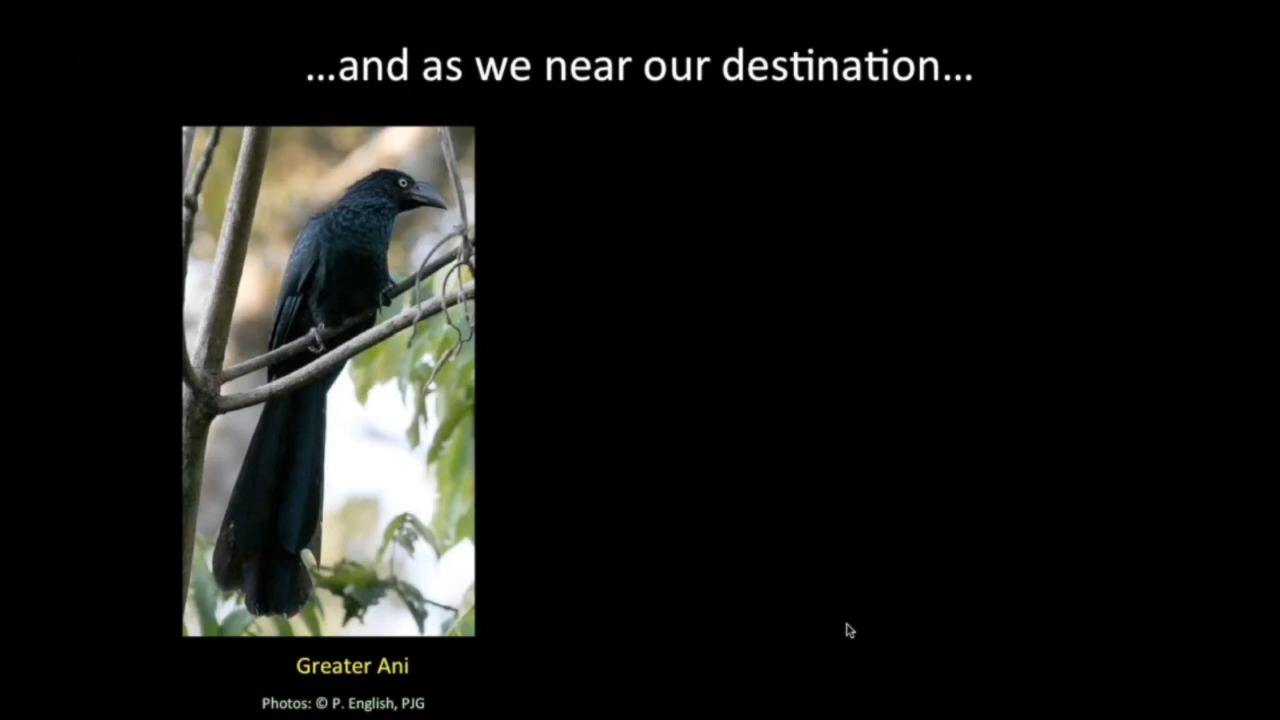 ...and as we near our destination...
Greater Ani
Photos: © P. English, PJG